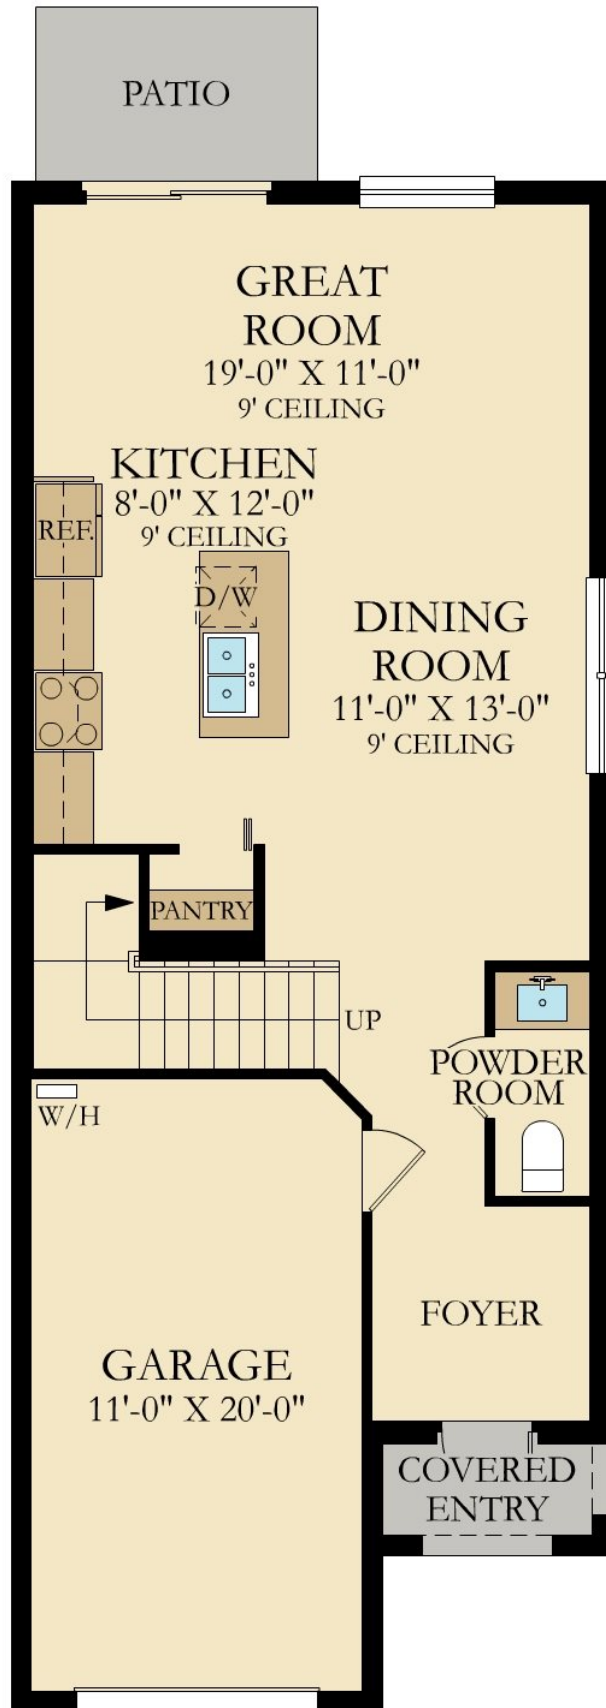 PATIO
GREAT
ROOM
19'-0" X 11'-0"
9' CEILING
KITCHEN
8'-0" X 12'-0"
9' CEILING
REF.
D/W
DINING
ROOM
11'-0" X 13'-0"
9' CEILING
PANTRY
UP
POWDER
ROOM
W/H
FOYER
GARAGE
11'-0" X 20'-0"
COVERED
ENTRY